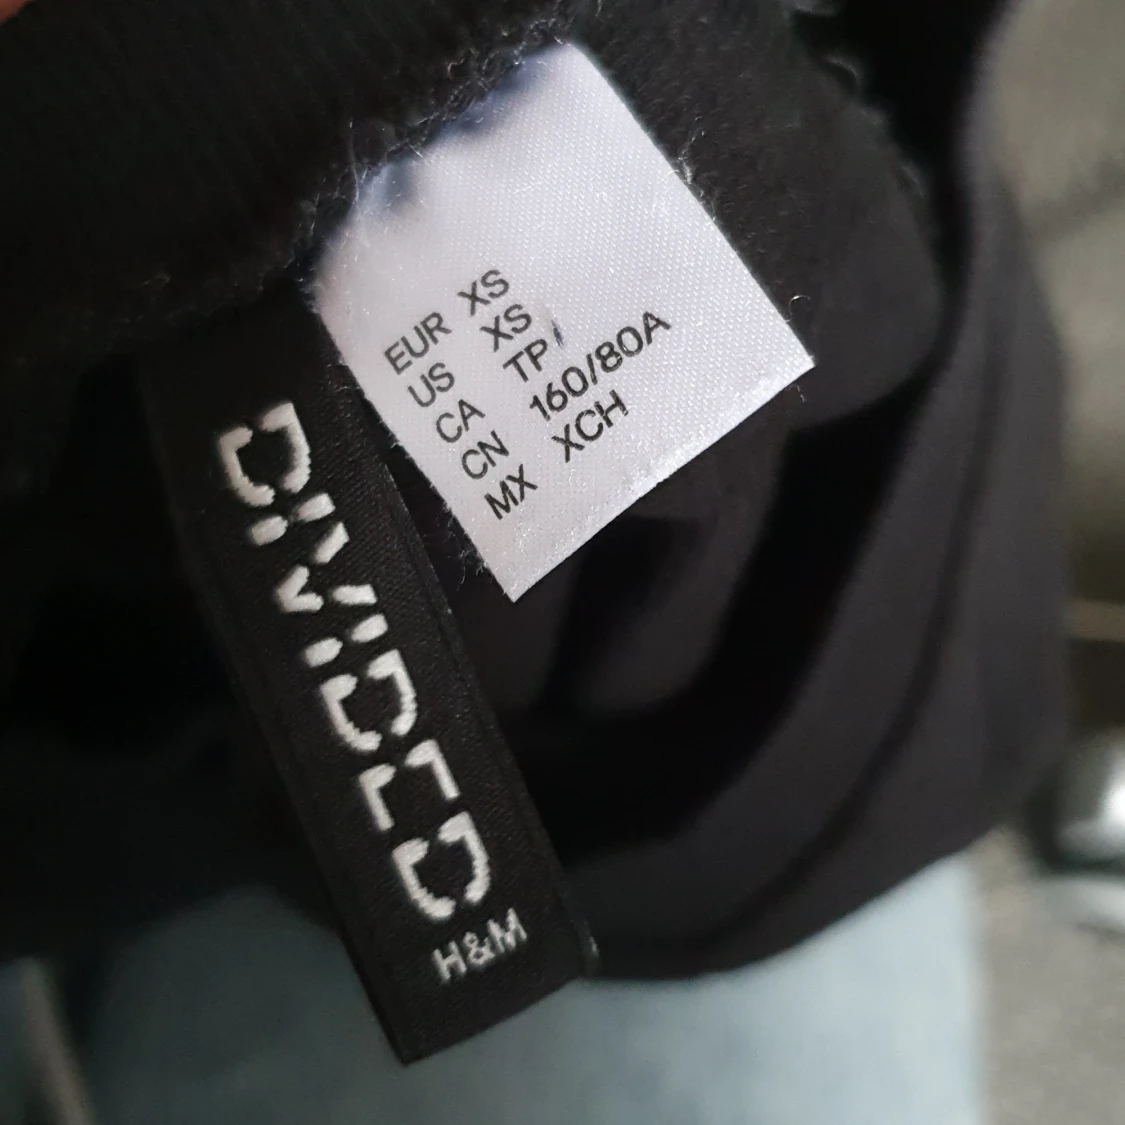 EUR XS
US XS
CA TP
CN 160/80A
MX XCH
DIVIDED
H&M